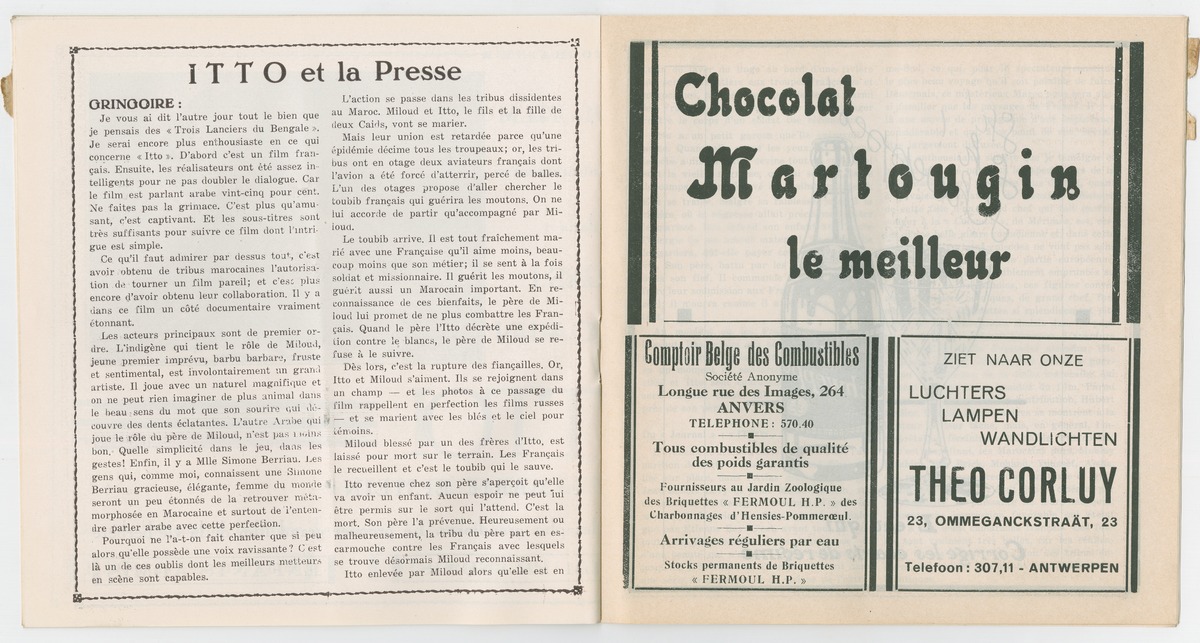 ITTO et la Presse
GRINGOIRE :
Je vous ai dit l'autre jour tout le bien que
je pensais des « Trois Lanciers du Bengale ».
Je serai encore plus enthousiaste en ce qui
concerne « Itto ». D'abord c'est un film fran-
çais. Ensuite, les réalisateurs ont été assez in-
telligents pour ne pas doubler le dialogue. Car
le film est parlant arabe vint-cinq pour cent.
Ne faites pas la grimace. C'est plus qu'amu-
sant, c'est captivant. Et les sous-titres sont
très suffisants pour suivre ce film dont l'intri-
gue est simple.
Ce qu'il faut admirer par dessus tout, c'est
avoir obtenu de tribus marocaines l'autorisa-
tion de tourner un film pareil; et c'est plus
encore d'avoir obtenu leur collaboration. Il y a
dans ce film un côté documentaire vraiment
étonnant.
Les acteurs principaux sont de premier or-
dre. L'indigène qui tient le rôle de Miloud,
jeune premier imprévu, barbu barbare, fruste
et sentimental, est involontairement un grand
artiste. Il joue avec un naturel magnifique et
on ne peut rien imaginer de plus animal dans
le beau sens du mot que son sourire qui dé-
couvre des dents éclatantes. L'autre Arabe qui
joue le rôle du père de Miloud, n'est pas moins
bon. Quelle simplicité dans le jeu, dans les
gestes! Enfin, il y a Mlle Simone Berriau. Les
gens qui, comme moi, connaissent une Simone
Berriau gracieuse, élégante, femme du monde
seront un peu étonnés de la retrouver méta-
morphosée en Marocaine et surtout de l'enten-
dre parler arabe avec cette perfection.
Pourquoi ne l'a-t-on fait chanter que si peu
alors qu'elle possède une voix ravissante? C'est
là un de ces oublis dont les meilleurs metteurs
en scène sont capables.
L'action se passe dans les tribus dissidentes
au Maroc. Miloud et Itto, le fils et la fille de
deux Caïds, vont se marier.
Mais leur union est retardée parce qu'une
épidémie décime tous les troupeaux; or, les tri-
bus ont en otage deux aviateurs français dont
l'avion a été forcé d'atterrir, percé de balles.
L'un des otages propose d'aller chercher le
toubib français qui guérira les moutons. On ne
lui accorde de partir qu'accompagné par Mi-
loud.
Le toubib arrive. Il est tout fraîchement ma-
rié avec une Française qu'il aime moins, beau-
coup moins que son métier; il se sent à la fois
soldat et missionnaire. Il guérit les moutons, il
guérit aussi un Marocain important. En re-
connaissance de ces bienfaits, le père de Mi-
loud lui promet de ne plus combattre les Fran-
çais. Quand le père l'Itto décrète une expédi-
dion contre le blancs, le père de Miloud se re-
fuse à le suivre.
Dès lors, c'est la rupture des fiançailles. Or,
Itto et Miloud s'aiment. Ils se rejoignent dans
un champ — et les photos à ce passage du
film rappellent en perfection les films russes
— et se marient avec les blés et le ciel pour
témoins.
Miloud blessé par un des frères d'Itto, est
laissé pour mort sur le terrain. Les Français
le recueillent et c'est le toubib qui le sauve.
Itto revenue chez son père s'aperçoit qu'elle
va avoir un enfant. Aucun espoir ne peut lui
être permis sur le sort qui l'attend. C'est la
mort. Son père l'a prévenue. Heureusement ou
malheureusement, la tribu du père part en es-
carmouche contre les Français avec lesquels
se trouve désormais Miloud reconnaissant.
Itto enlevée par Miloud alors qu'elle est en
Chocolat
Martougin
le meilleur
Comptoir Belge des Combustibles
Société Anonyme
Longue rue des Images, 264
ANVERS
TELEPHONE : 570.40
Tous combustibles de qualité
des poids garantis
Fournisseurs au Jardin Zoologique
des Briquettes « FERMOUL H.P. » des
Charbonnages d'Hensies-Pommerœul.
Arrivages réguliers par eau
Stocks permanents de Briquettes
« FERMOUL H.P. »
ZIET NAAR ONZE
LUCHTERS
LAMPEN
WANDLICHTEN
THEO CORLUY
23, OMMEGANCKSTRAÄT, 23
Telefoon : 307,11 - ANTWERPEN